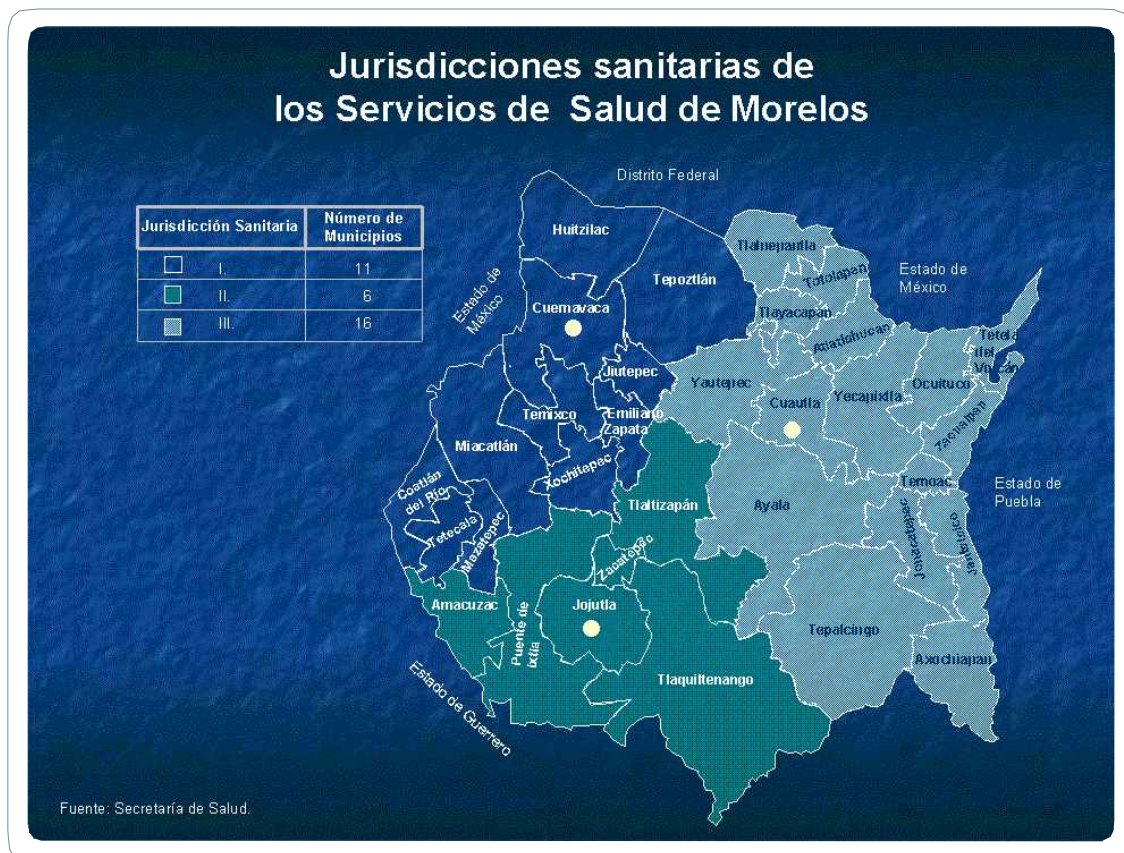 Jurisdicciones sanitarias de
los Servicios de Salud de Morelos
Jurisdicción Sanitaria
Número de
Municipios
I.
11
II.
6
III.
16
Distrito Federal
Estado de
México
Estado de
México
Estado de
Puebla
Estado de Guerrero
Huitzilac
Tepoztlán
Cuernavaca
Jiutepec
Temixco
Emiliano
Zapata
Miacatlán
Xochitepec
Coatlán
del Río
Tetecala
Mazatepec
Tlalnepantla
Totolapan
Tlayacapan
Atlatlahucan
Yautepec
Cuautla
Yecapixtla
Ocuituco
Tetela
del
Volcán
Zacualpan
Temoac
Ayala
Jonacatepec
Jantetelco
Tepalcingo
Axochiapan
Tlaltizapán
Zacatepec
Amacuzac
Puente de
Ixtla
Jojutla
Tlaquiltenango
Fuente: Secretaría de Salud.